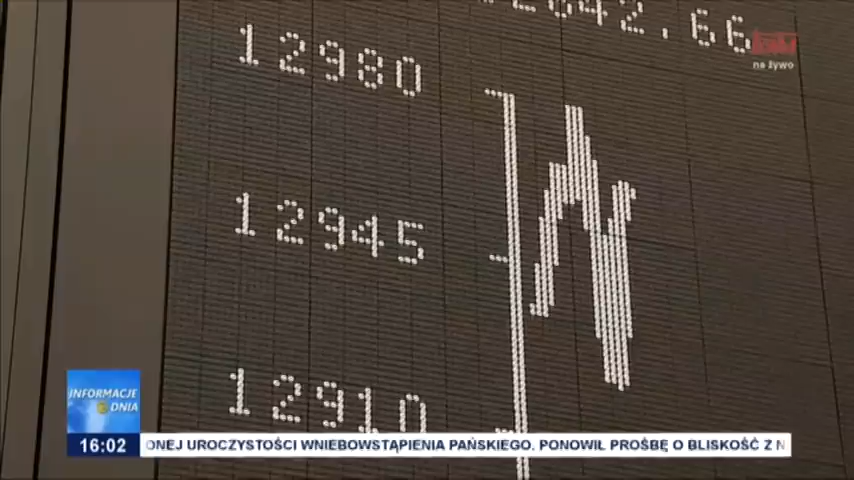 12980
12945
12910
na żywo
INFORMACJE
DNIA
16:02
ONEJ UROCZYSTOŚCI WNIEBOWSTĄPIENIA PAŃSKIEGO. PONOWIŁ PROŚBĘ O BLISKOŚĆ Z N